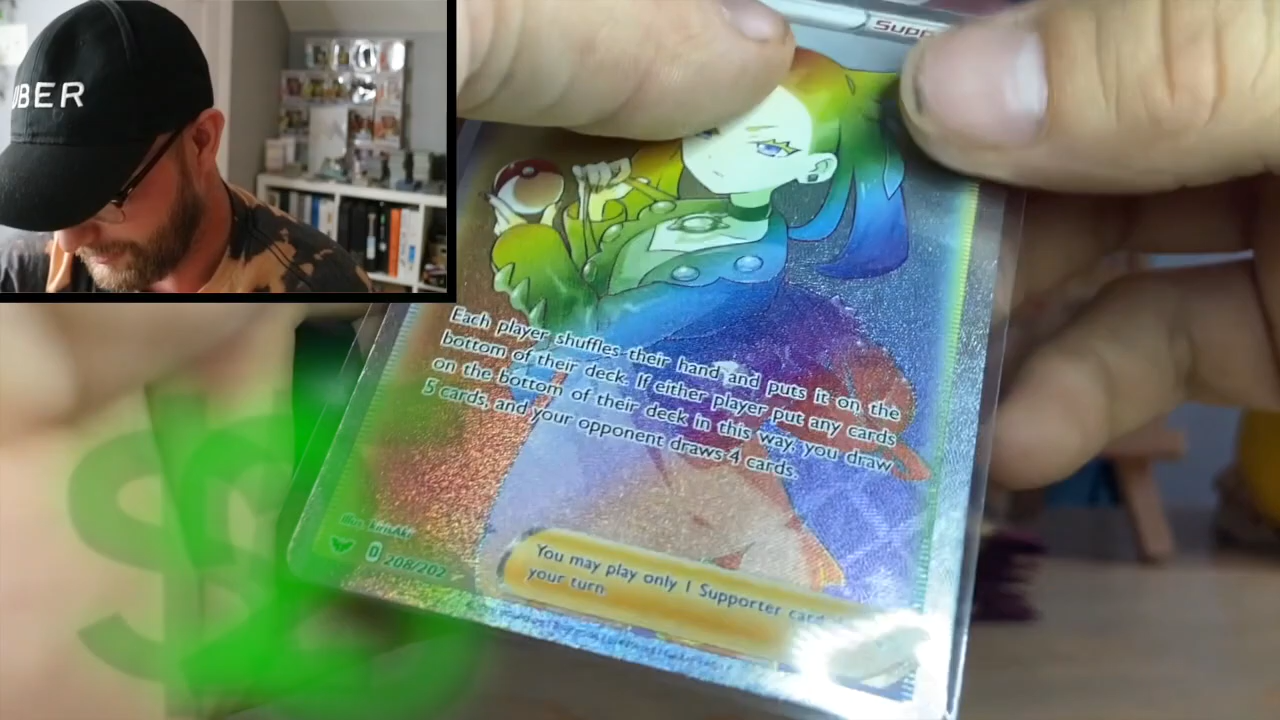 UBER
SUPP
Each player shuffles their hand and puts it on the
bottom of their deck. If either player put any cards
on the bottom of their deck in this way, you draw
5 cards, and your opponent draws 4 cards.
illus. kirisAki
D 208/202
You may play only 1 Supporter card
your turn.
$